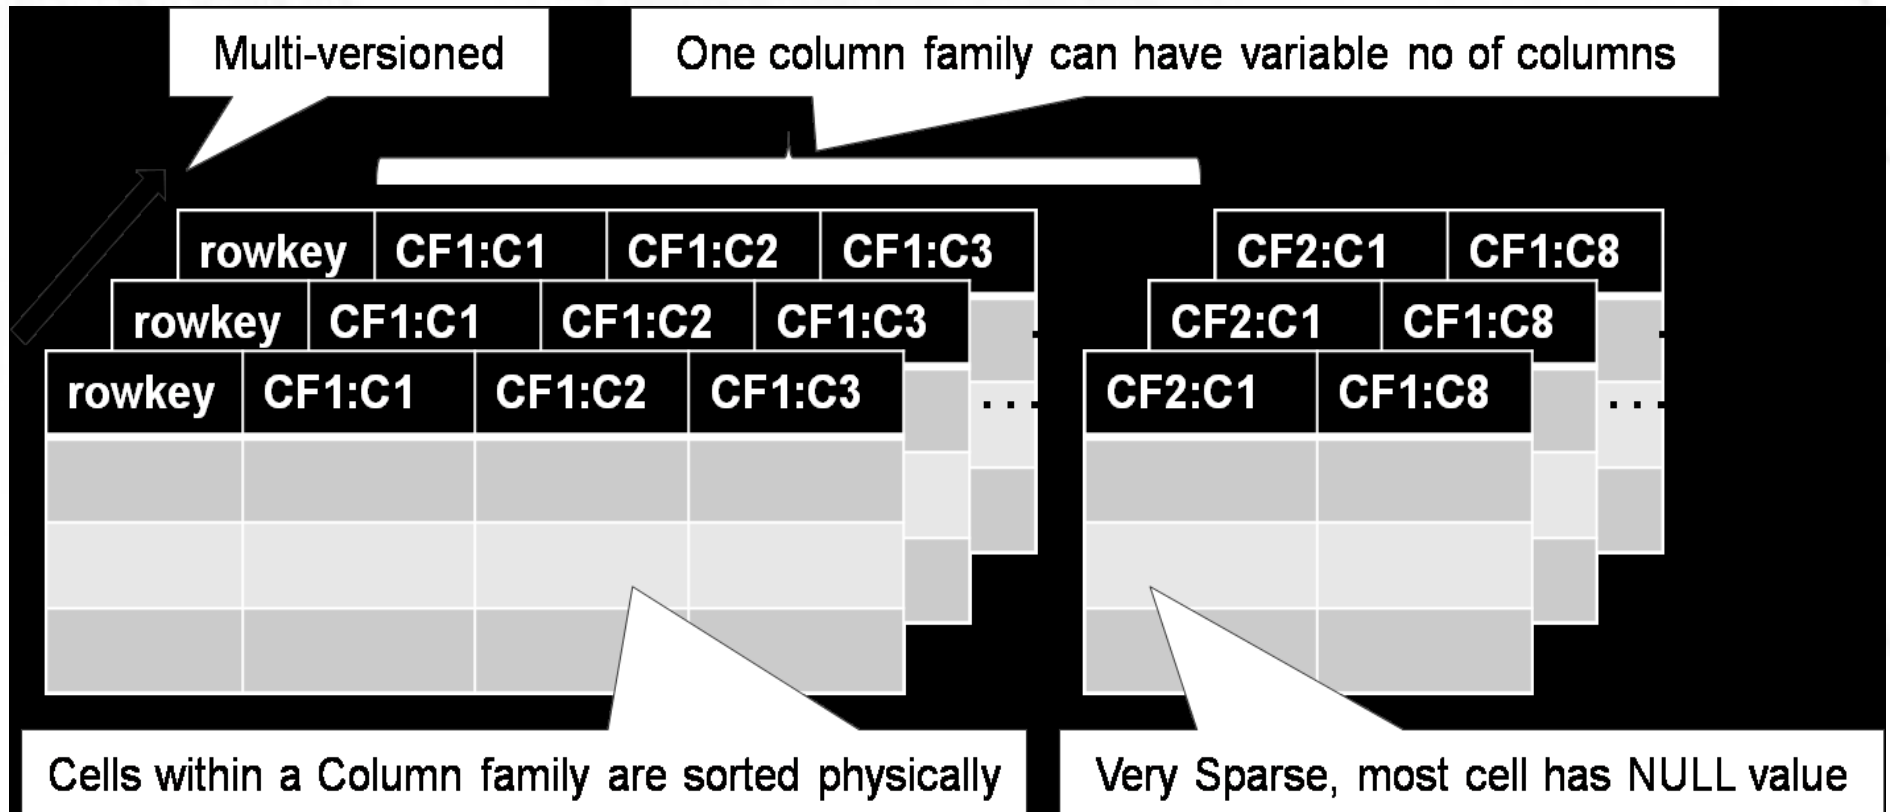 Multi-versioned
One column family can have variable no of columns
rowkey CF1:C1 CF1:C2 CF1:C3 CF2:C1 CF1:C8
rowkey CF1:C1 CF1:C2 CF1:C3 . CF2:C1 CF1:C8 .
rowkey CF1:C1 CF1:C2 CF1:C3 ... CF2:C1 CF1:C8 ...
Cells within a Column family are sorted physically
Very Sparse, most cell has NULL value